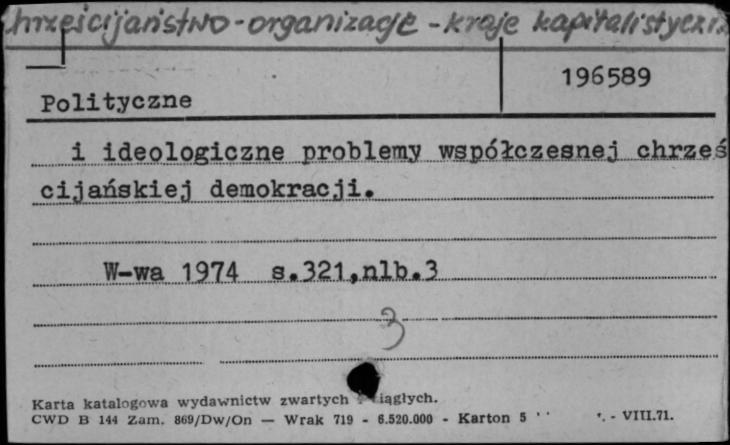 chrześcijaństwo - organizacje - kraje kapitalistyczn
196589
Polityczne
i ideologiczne problemy współczesnej chrześ
cijańskiej demokracji.
W-wa 1974 s.321,nlb.3
3
Karta katalogowa wydawnictw zwartych iągłych.
CWD B 144 Zam. 869/Dw/On — Wrak 719 - 6.520.000 - Karton 5 - VIII.71.